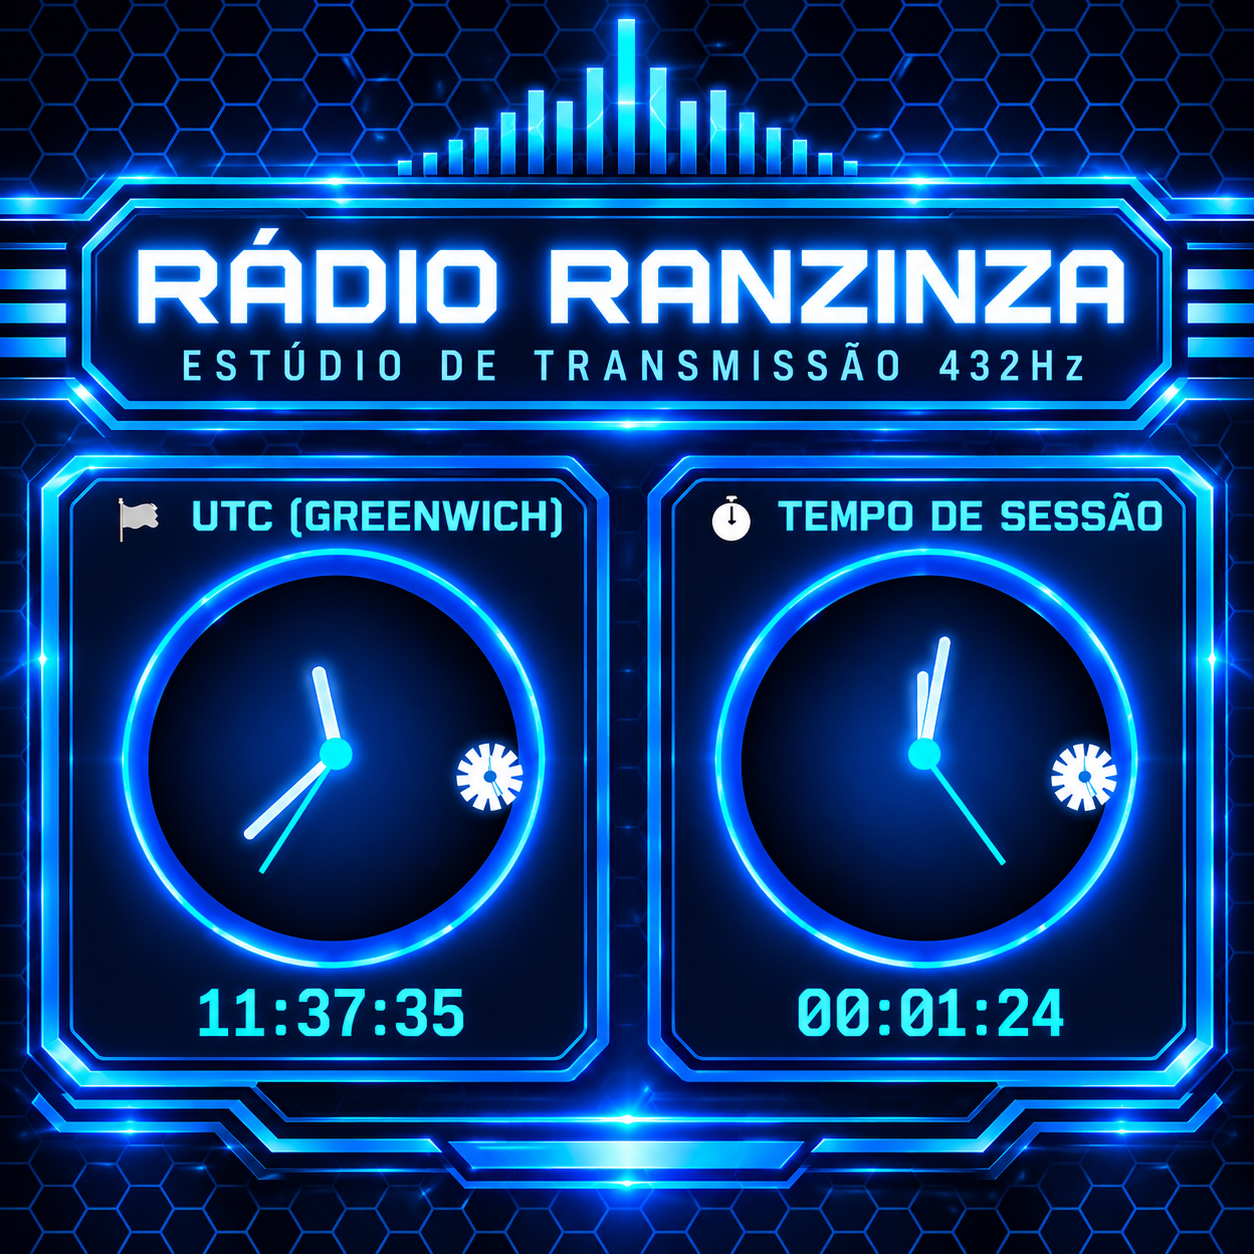 RÁDIO RANZINZA
ESTÚDIO DE TRANSMISSÃO 432Hz
UTC (GREENWICH)
11:37:35
TEMPO DE SESSÃO
00:01:24